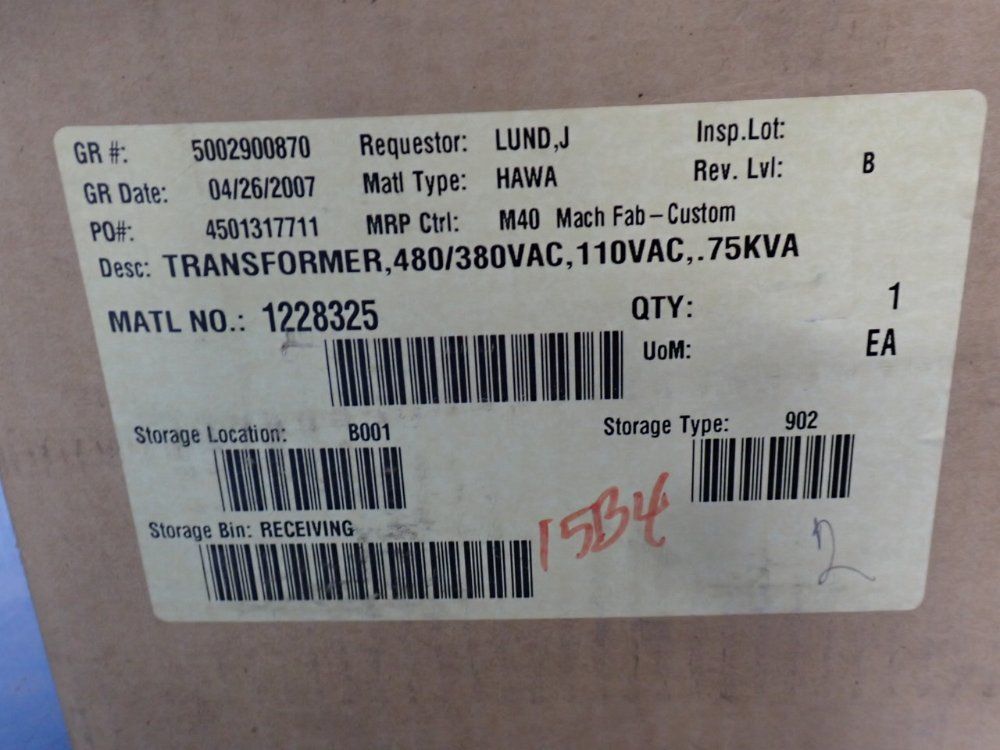 GR #: 5002900870 Requestor: LUND,J Insp.Lot:
GR Date: 04/26/2007 Matl Type: HAWA Rev. Lvl: B
PO#: 4501317711 MRP Ctrl: M40 Mach Fab-Custom
Desc: TRANSFORMER,480/380VAC,110VAC,.75KVA
MATL NO.: 1228325 QTY: 1
UoM: EA
Storage Location: B001 Storage Type: 902
Storage Bin: RECEIVING
15B4
2